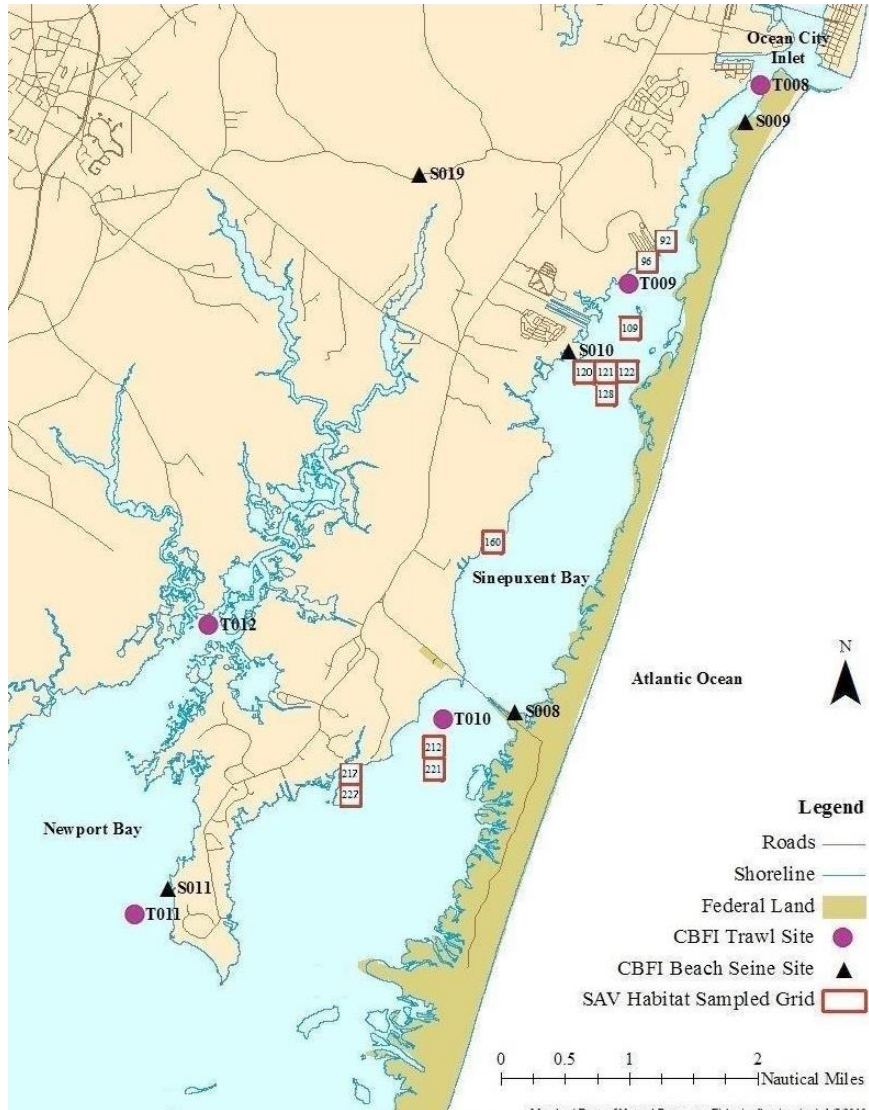 Ocean City
Inlet
T008
S009
S019
92
96
T009
109
S010
120 121 122
128
160
Sinepuxent Bay
T012
N
Atlantic Ocean
T010
S008
212
221
217
227
Newport Bay
S011
T011
Legend
Roads
Shoreline
Federal Land
CBFI Trawl Site
CBFI Beach Seine Site
SAV Habitat Sampled Grid
0 0.5 1 2
Nautical Miles